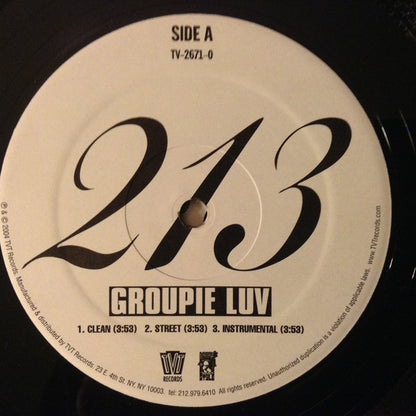 SIDE A
TV-2671-0
213
GROUPIE LUV
1. CLEAN (3:53)  2. STREET (3:53)  3. INSTRUMENTAL (3:53)
TVT
RECORDS
℗ & © 2004 TVT Records. Manufactured & distributed by TVT Records. 23 E. 4th St. NY, NY 10003. Tel: 212.979.6410 All rights reserved. Unauthorized duplication is a violation of applicable laws. www.TVTrecords.com